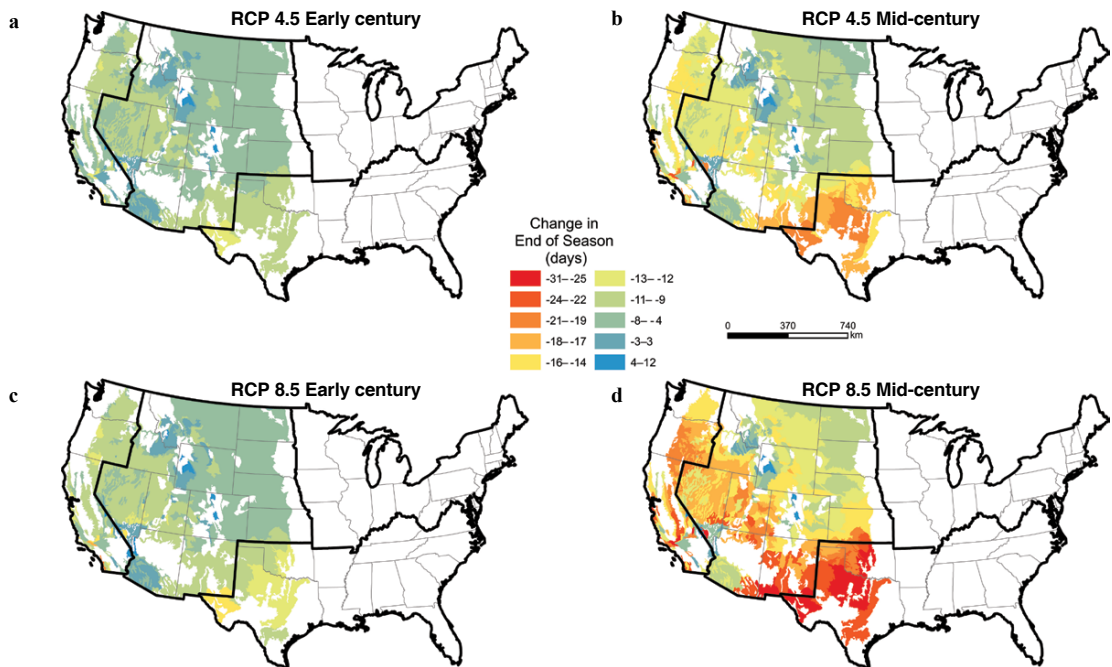 a
RCP 4.5 Early century
b
RCP 4.5 Mid-century
Change in
End of Season
(days)
-31– -25
-24– -22
-21– -19
-18– -17
-16– -14
-13– -12
-11– -9
-8– -4
-3–3
4–12
0 370 740
km
c
RCP 8.5 Early century
d
RCP 8.5 Mid-century